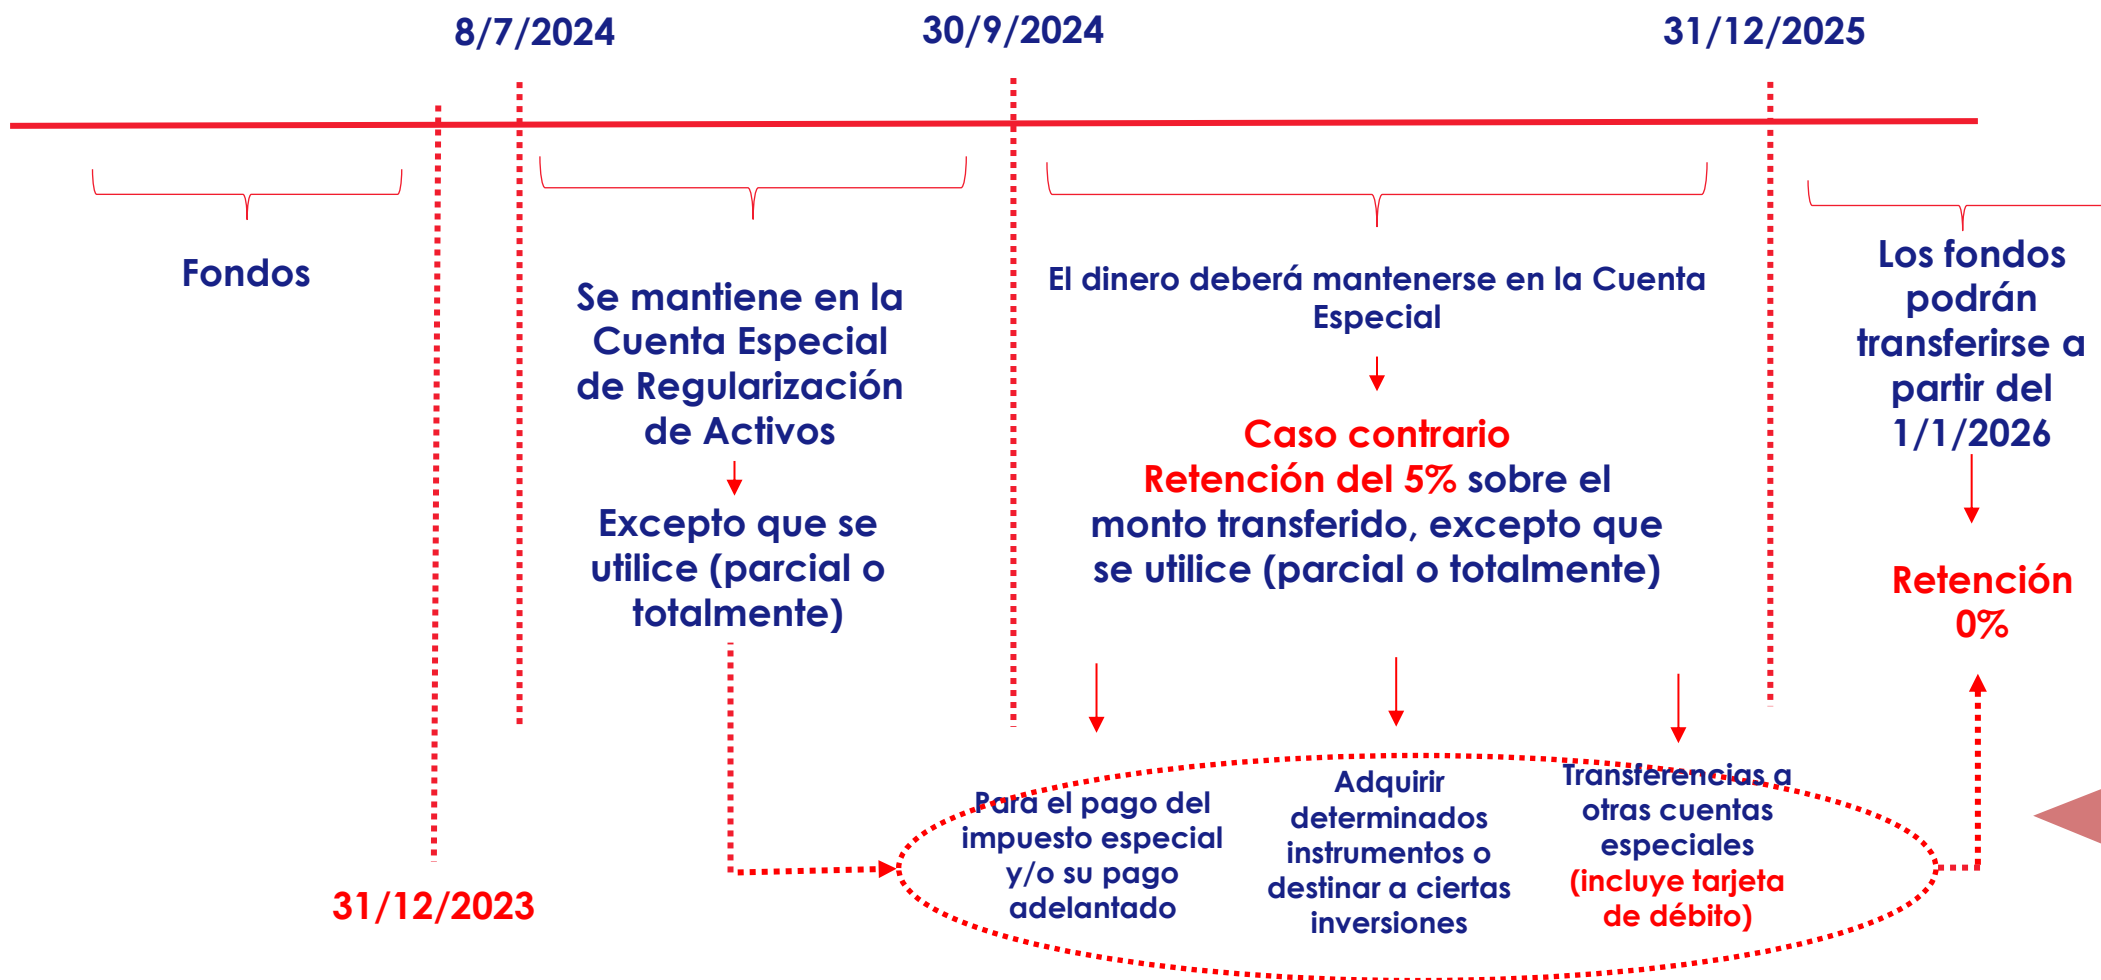 8/7/2024
30/9/2024
31/12/2025
Fondos
Se mantiene en la
Cuenta Especial
de Regularización
de Activos
Excepto que se
utilice (parcial o
totalmente)
El dinero deberá mantenerse en la Cuenta
Especial
Caso contrario
Retención del 5% sobre el
monto transferido, excepto que
se utilice (parcial o totalmente)
Los fondos
podrán
transferirse a
partir del
1/1/2026
Retención
0%
Para el pago del
impuesto especial
y/o su pago
adelantado
Adquirir
determinados
instrumentos o
destinar a ciertas
inversiones
Transferencias a
otras cuentas
especiales
(incluye tarjeta
de débito)
31/12/2023